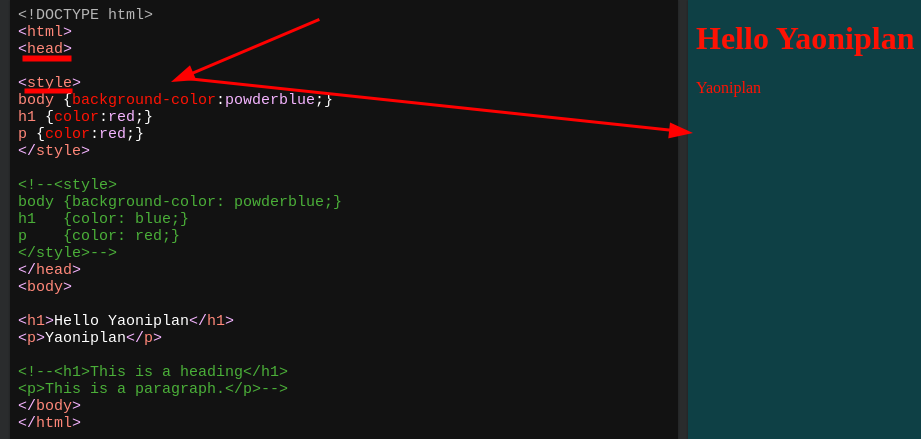 <!DOCTYPE html>
<html>
<head>
<style>
body {background-color:powderblue;}
h1 {color:red;}
p {color:red;}
</style>
<!--<style>
body {background-color: powderblue;}
h1   {color: blue;}
p    {color: red;}
</style>-->
</head>
<body>
<h1>Hello Yaoniplan</h1>
<p>Yaoniplan</p>
<!--<h1>This is a heading</h1>
<p>This is a paragraph.</p>-->
</body>
</html>
Hello Yaoniplan
Yaoniplan